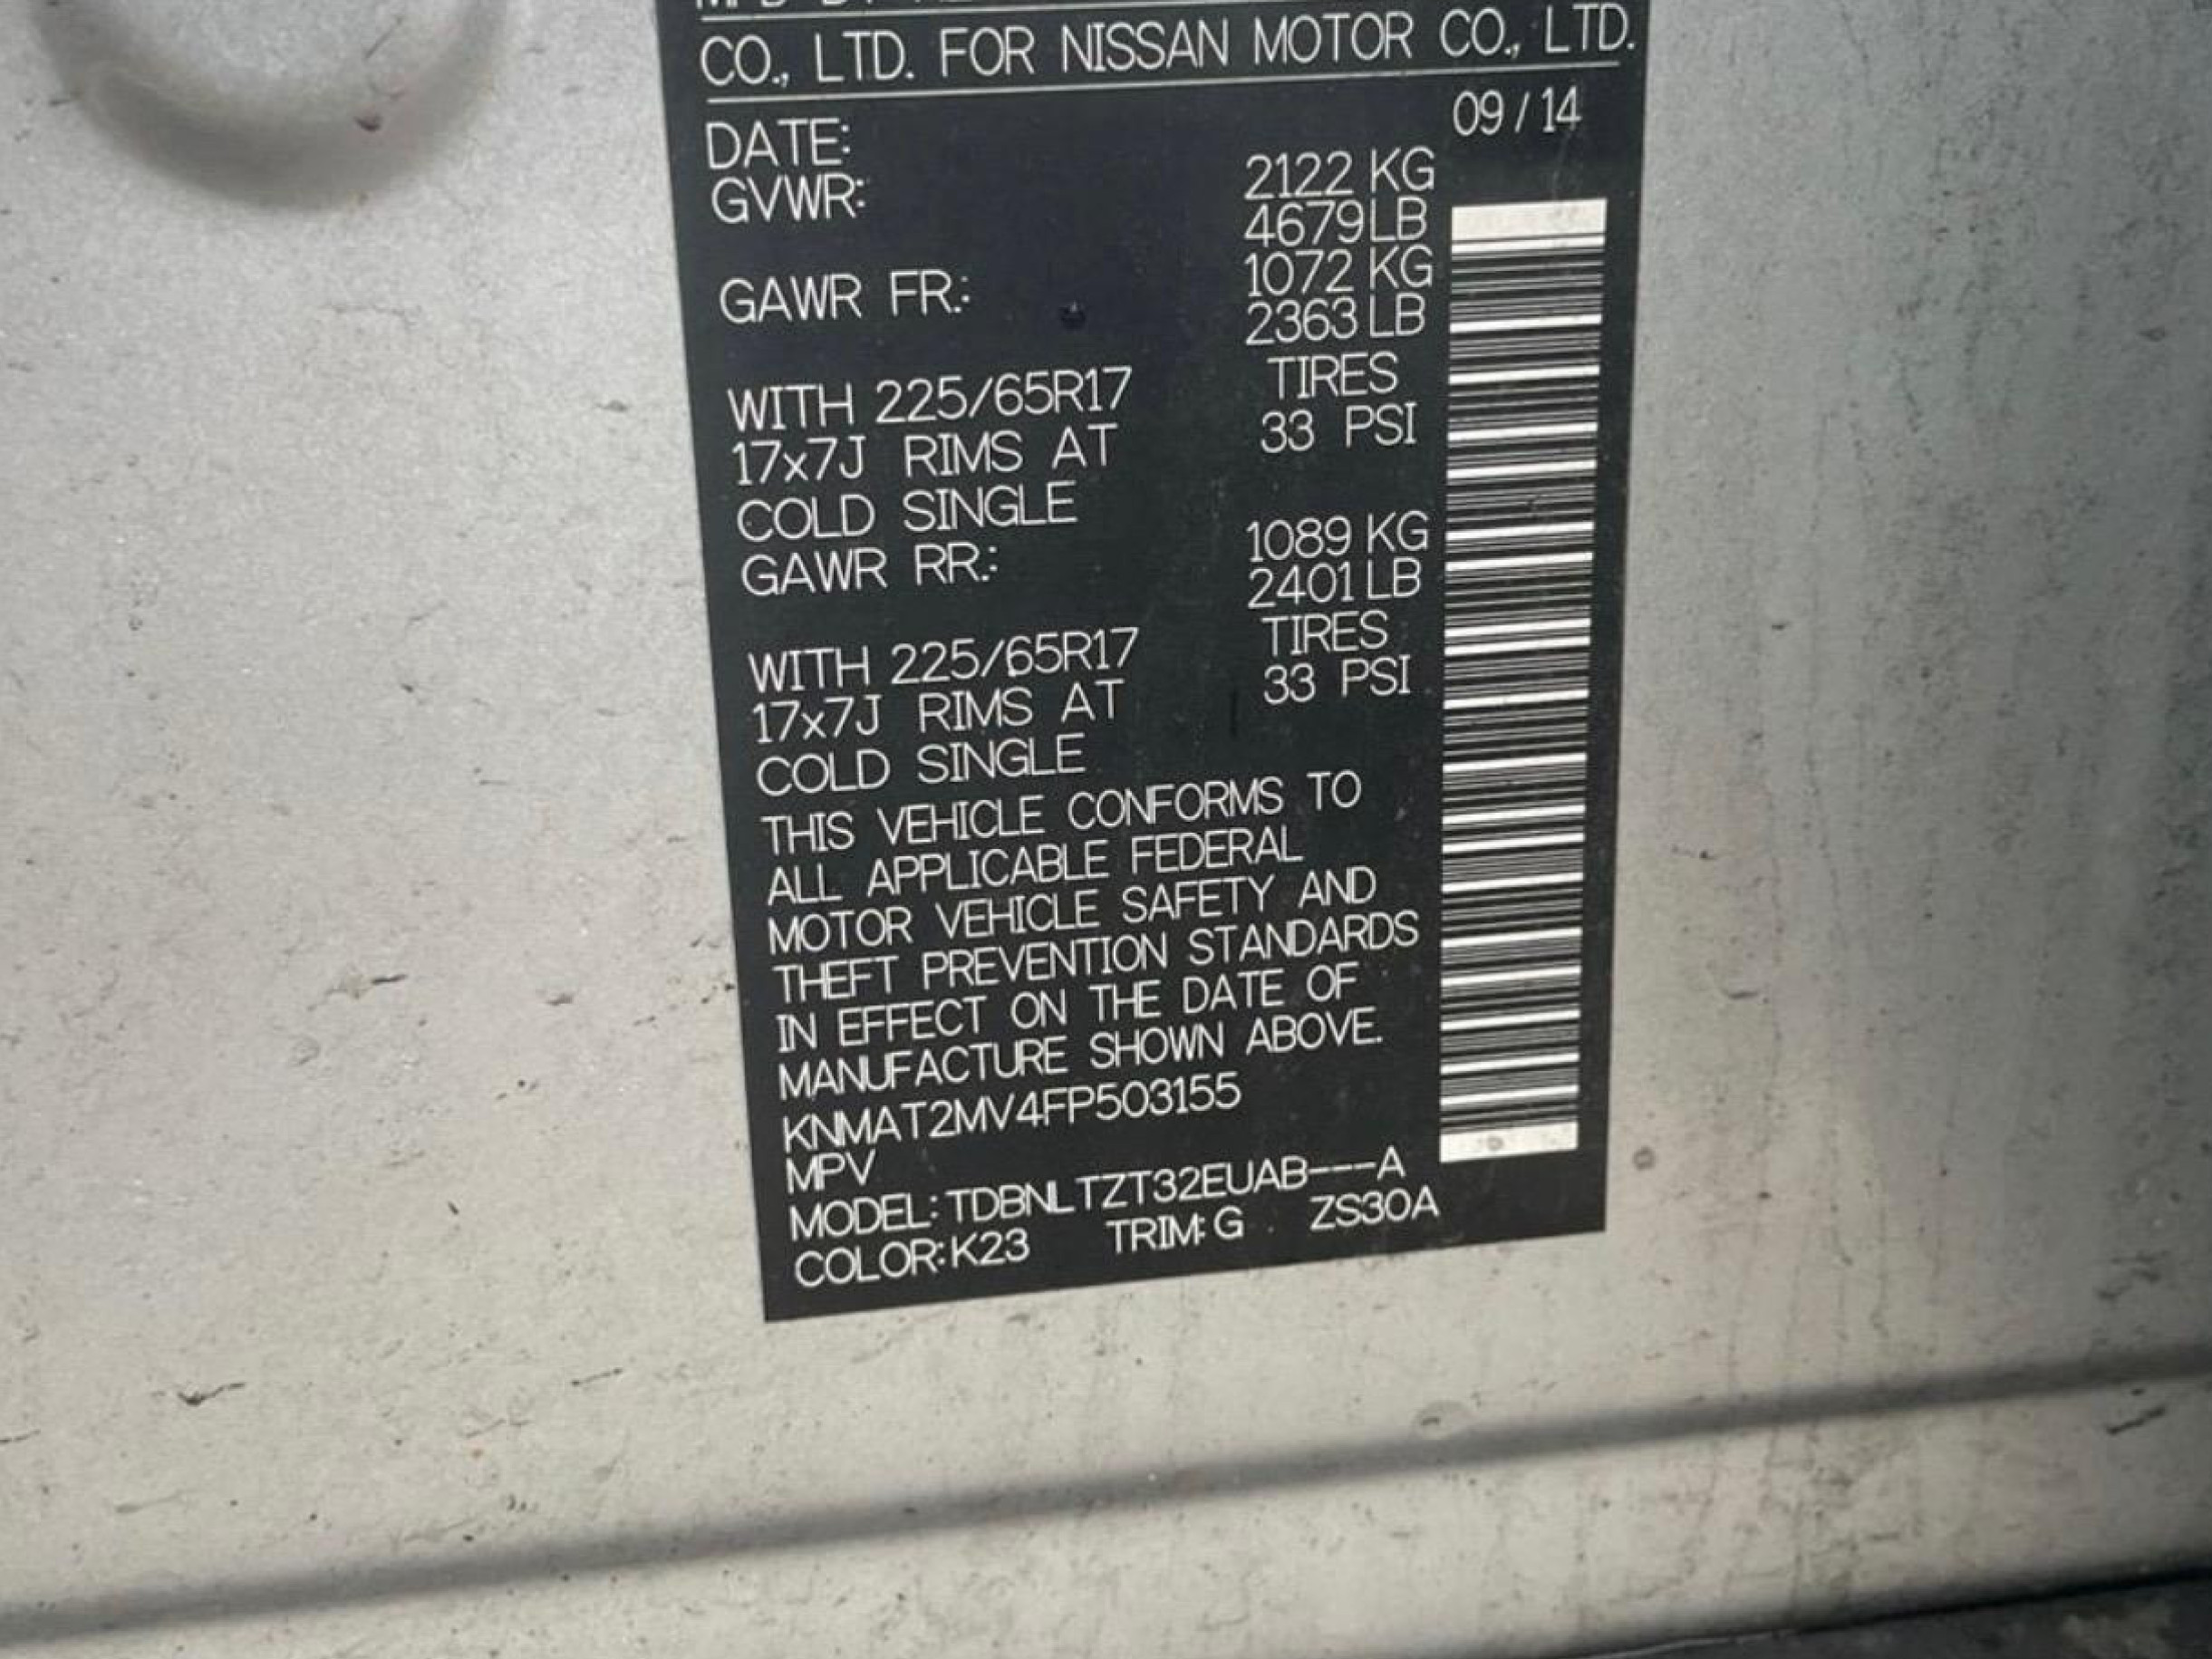 CO., LTD. FOR NISSAN MOTOR CO., LTD.
09 / 14
DATE:
GVWR: 2122 KG
4679 LB
GAWR FR.: 1072 KG
2363 LB
WITH 225/65R17 TIRES
17x7J RIMS AT 33 PSI
COLD SINGLE
GAWR RR.: 1089 KG
2401 LB
WITH 225/65R17 TIRES
17x7J RIMS AT 33 PSI
COLD SINGLE
THIS VEHICLE CONFORMS TO
ALL APPLICABLE FEDERAL
MOTOR VEHICLE SAFETY AND
THEFT PREVENTION STANDARDS
IN EFFECT ON THE DATE OF
MANUFACTURE SHOWN ABOVE.
KNMAT2MV4FP503155
MPV
MODEL: TDBNLTZT32EUAB---A
COLOR: K23 TRIM: G ZS30A